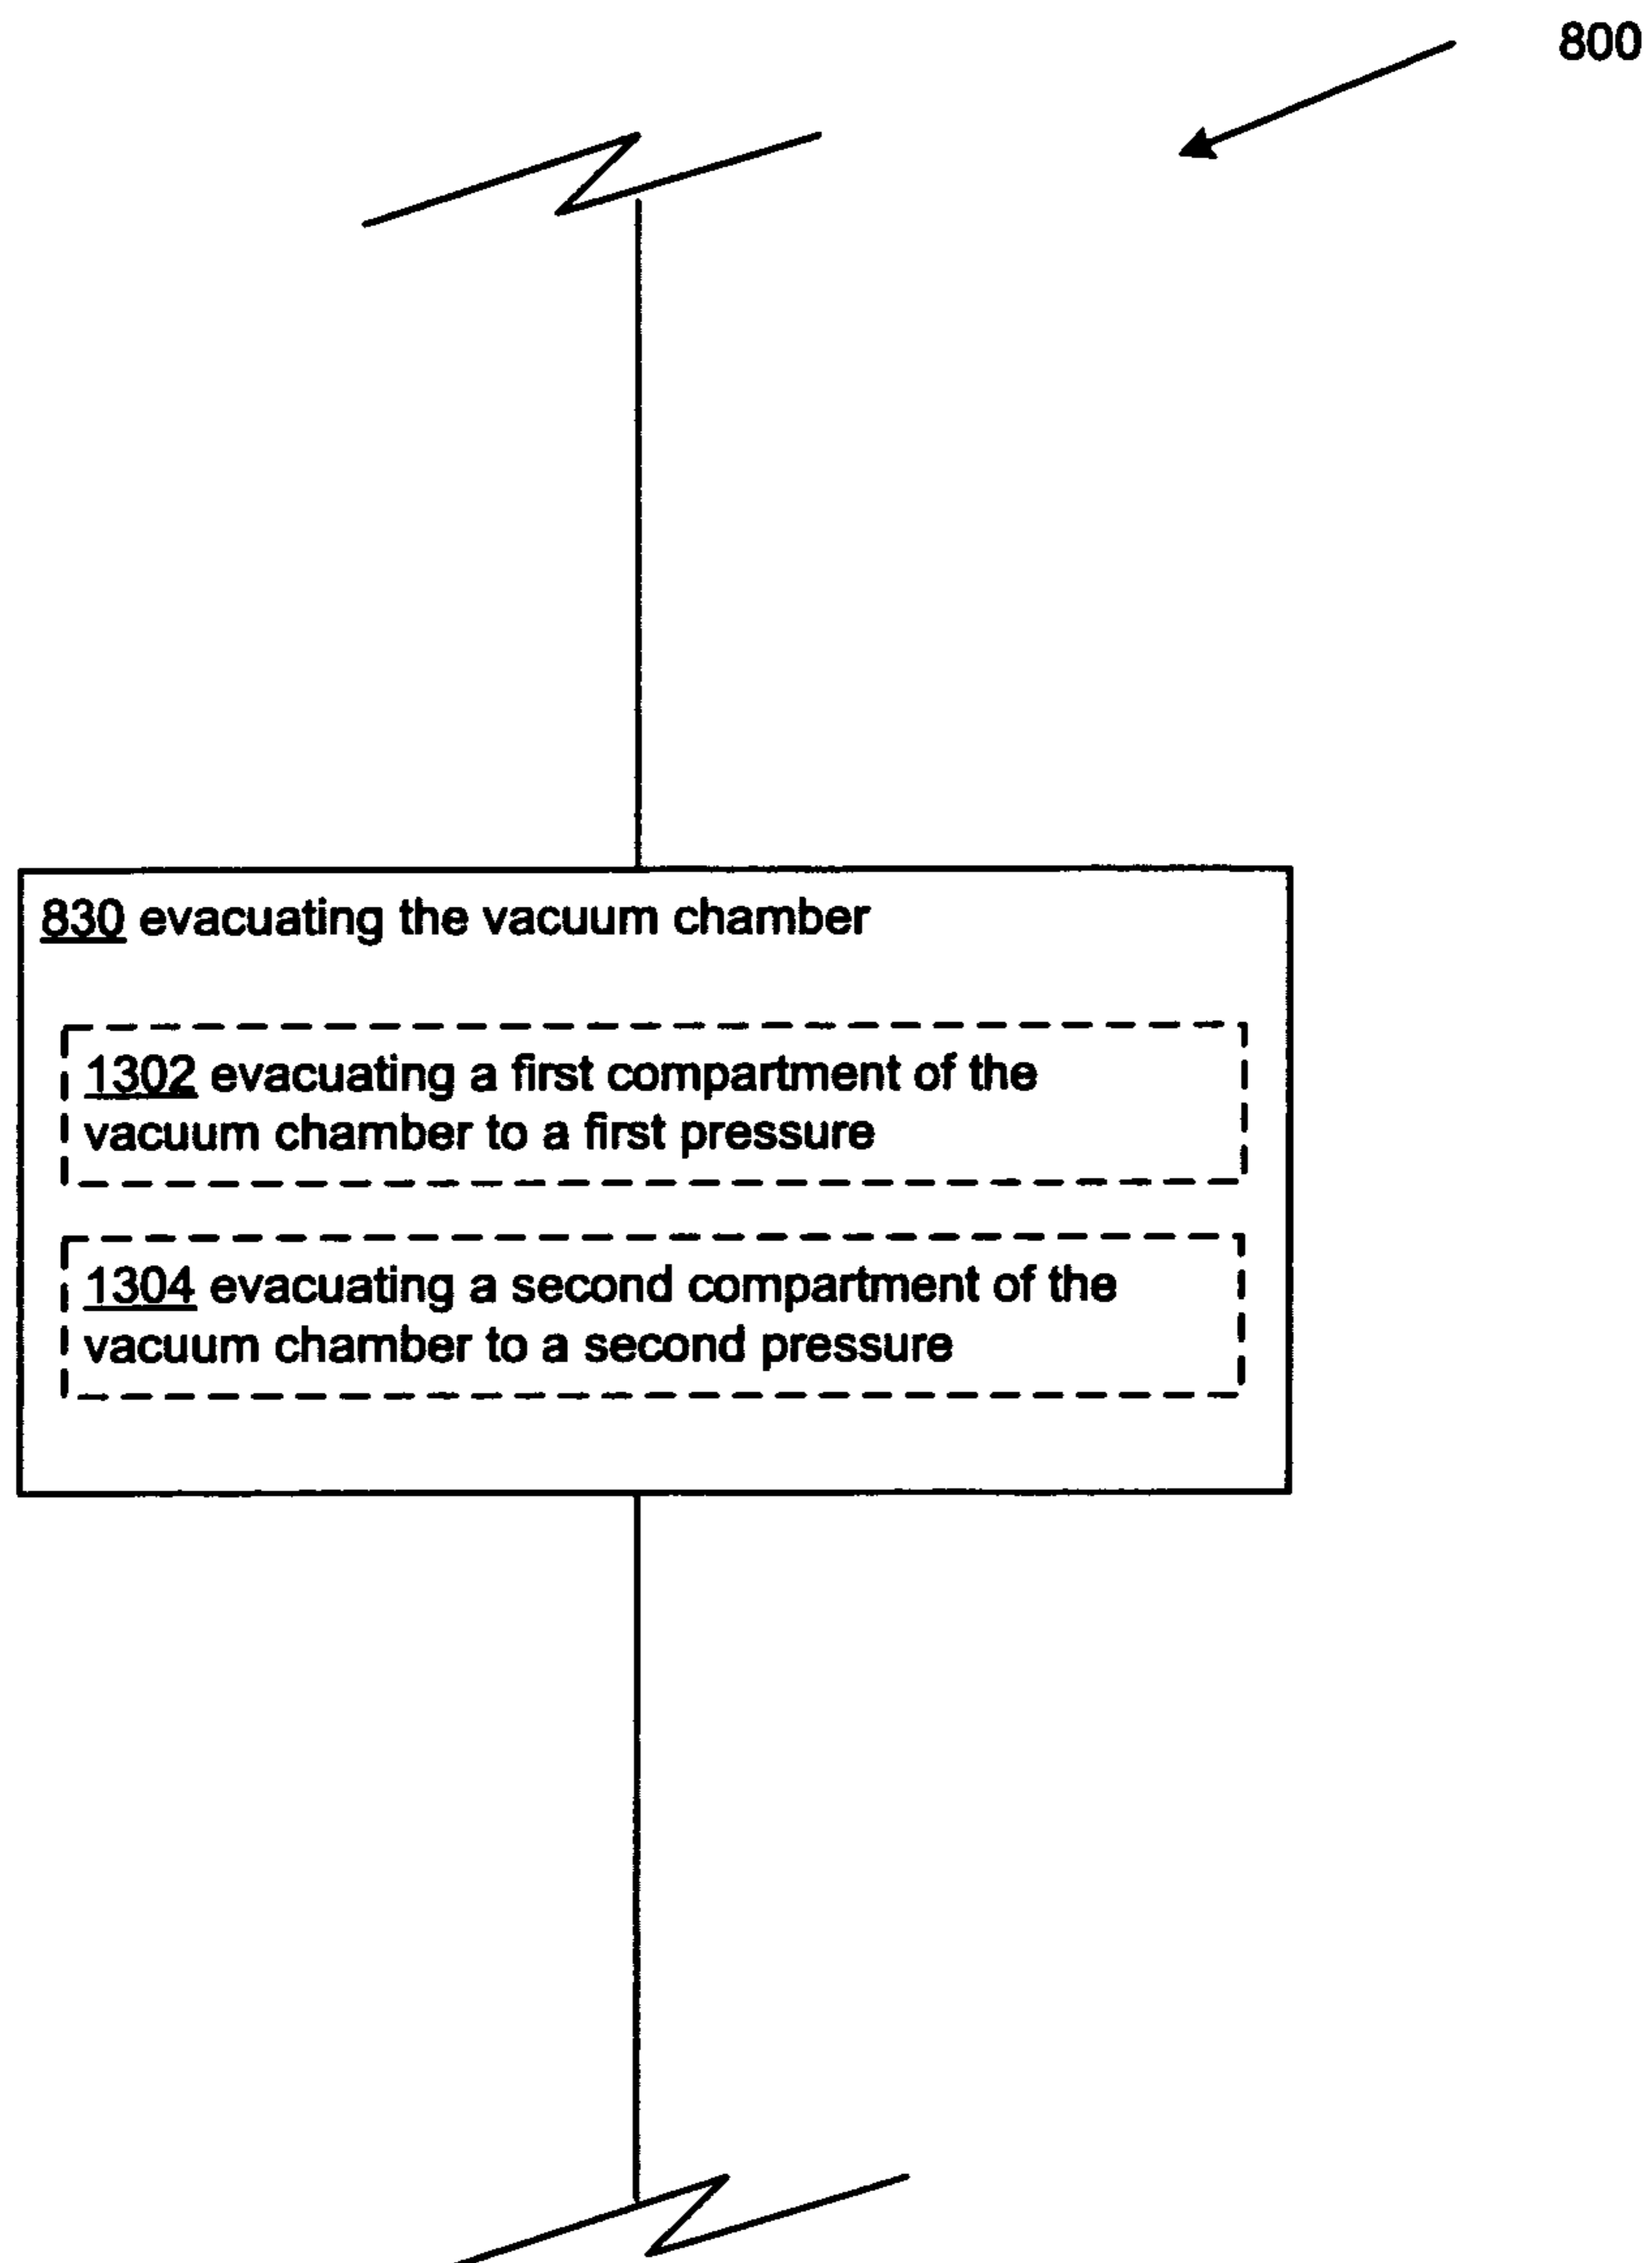 800
830 evacuating the vacuum chamber
1302 evacuating a first compartment of the
vacuum chamber to a first pressure
1304 evacuating a second compartment of the
vacuum chamber to a second pressure